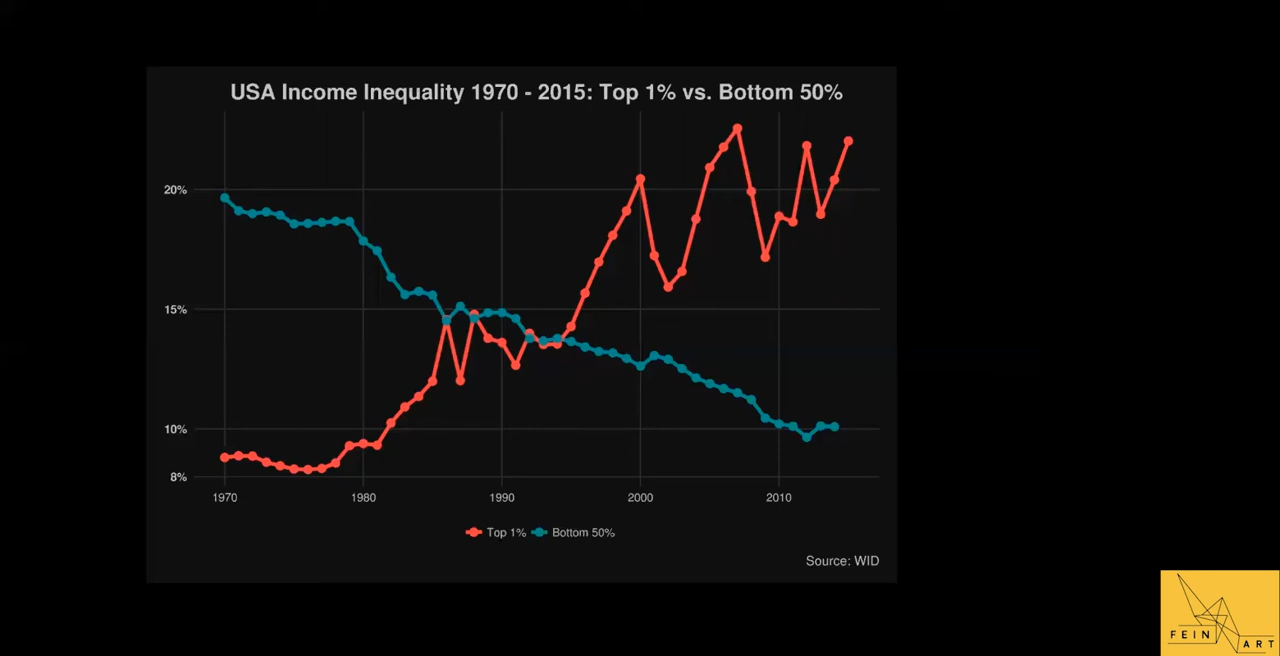 USA Income Inequality 1970 - 2015: Top 1% vs. Bottom 50%
20%
15%
10%
8%
1970 1980 1990 2000 2010
Top 1% Bottom 50%
Source: WID
FEIN
ART